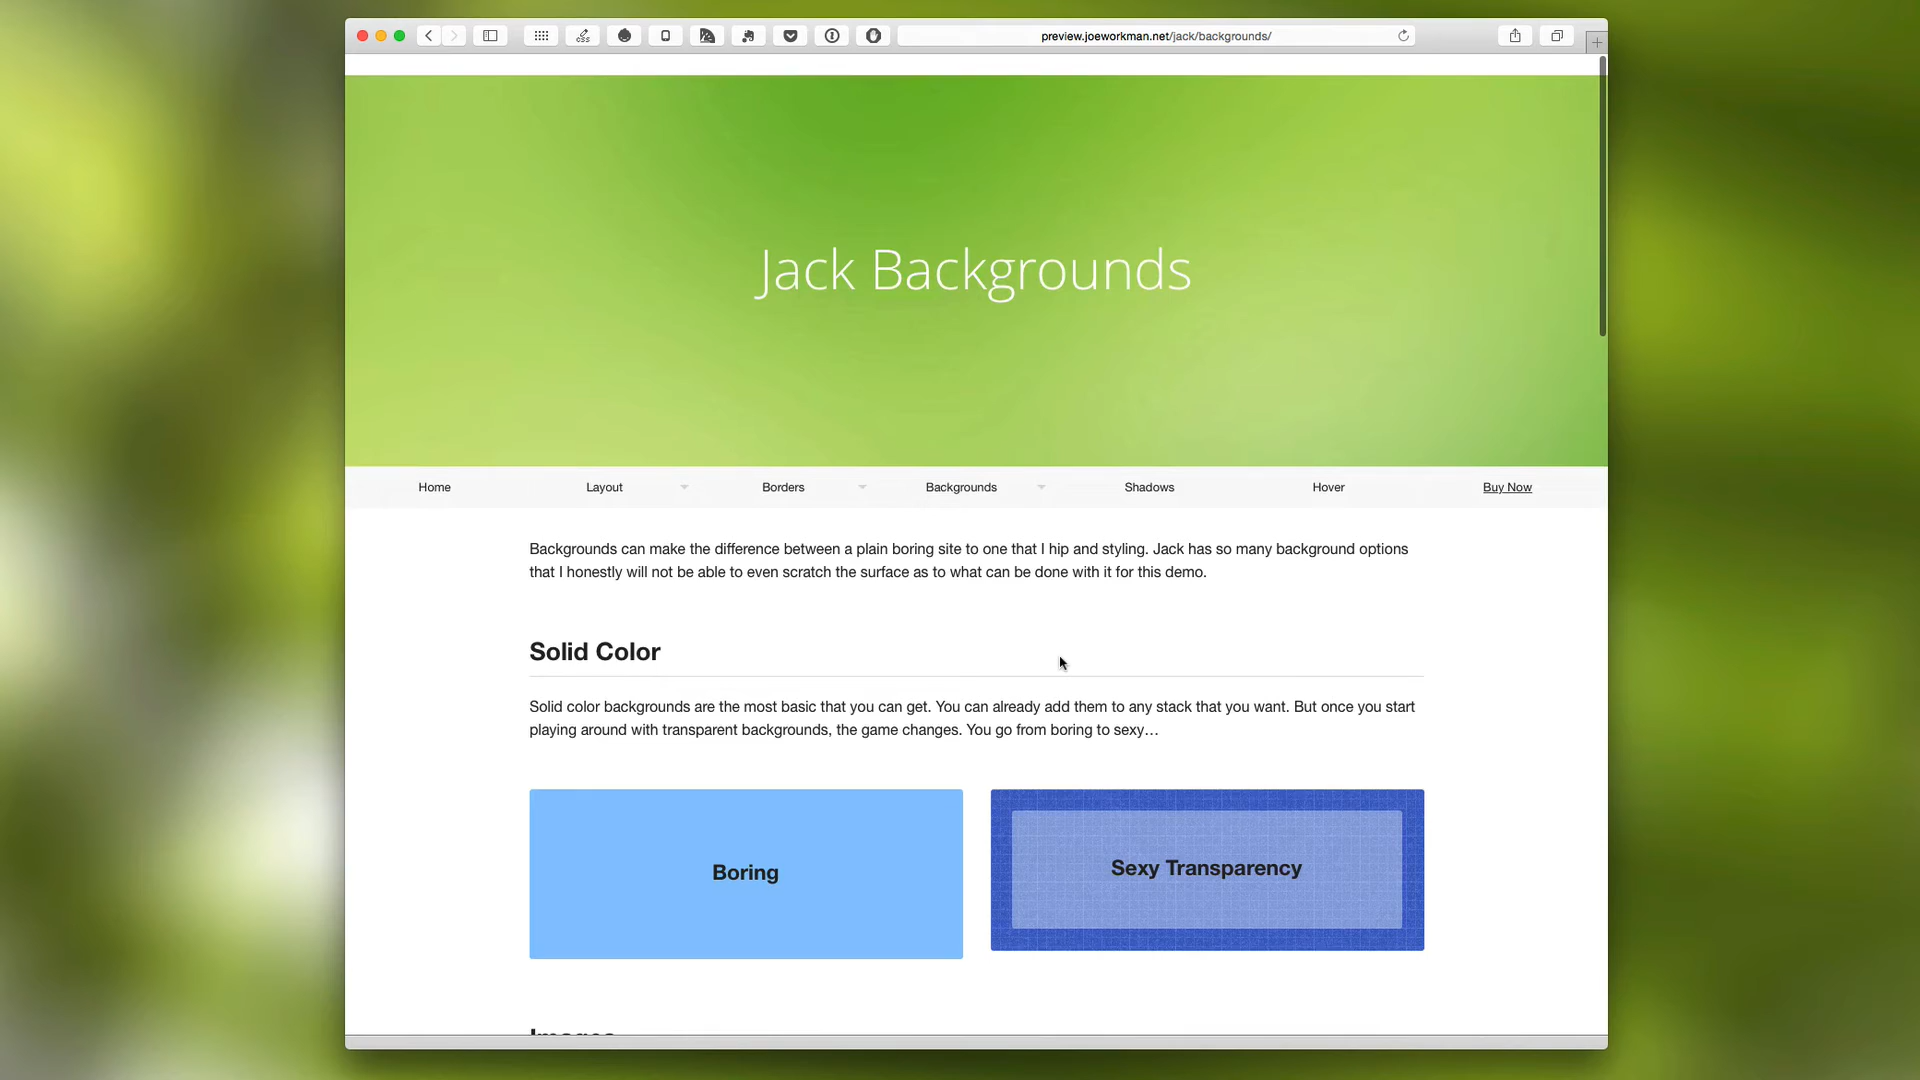 css
preview.joeworkman.net/jack/backgrounds/
Jack Backgrounds
Home Layout Borders Backgrounds Shadows Hover Buy Now
Backgrounds can make the difference between a plain boring site to one that I hip and styling. Jack has so many background options
that I honestly will not be able to even scratch the surface as to what can be done with it for this demo.
Solid Color
Solid color backgrounds are the most basic that you can get. You can already add them to any stack that you want. But once you start
playing around with transparent backgrounds, the game changes. You go from boring to sexy…
Boring
Sexy Transparency
Images